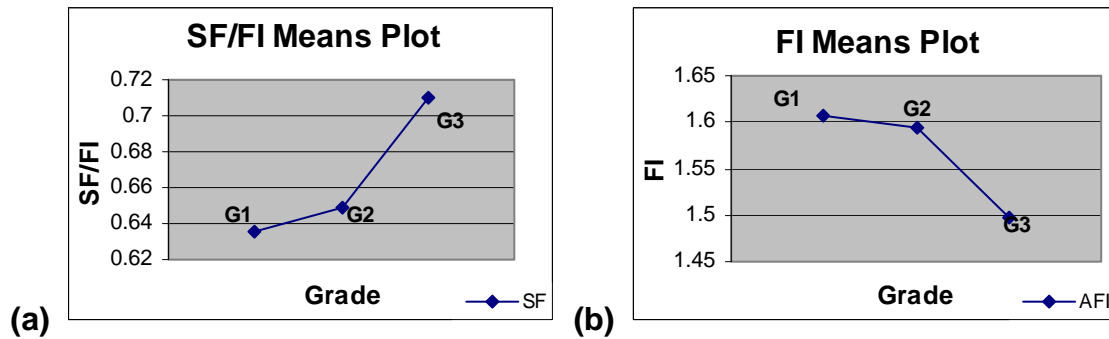 SF/FI Means Plot
SF/FI
0.72
0.7
0.68
0.66
0.64
0.62
G1
G2
G3
Grade
SF
(a)
FI Means Plot
FI
1.65
1.6
1.55
1.5
1.45
G1
G2
G3
Grade
AFI
(b)